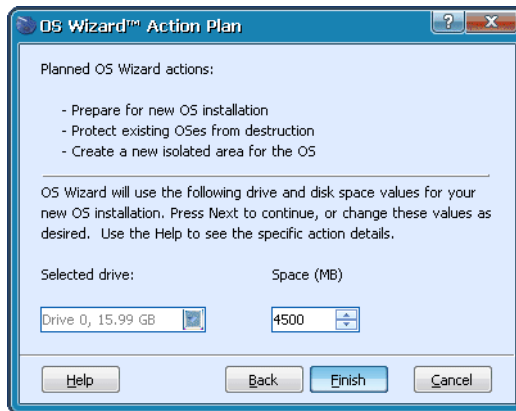 OS Wizard™ Action Plan
?
X
Planned OS Wizard actions:
- Prepare for new OS installation
- Protect existing OSes from destruction
- Create a new isolated area for the OS
OS Wizard will use the following drive and disk space values for your
new OS installation. Press Next to continue, or change these values as
desired.  Use the Help to see the specific action details.
Selected drive: Space (MB)
Drive 0, 15.99 GB 4500
Help Back Finish Cancel